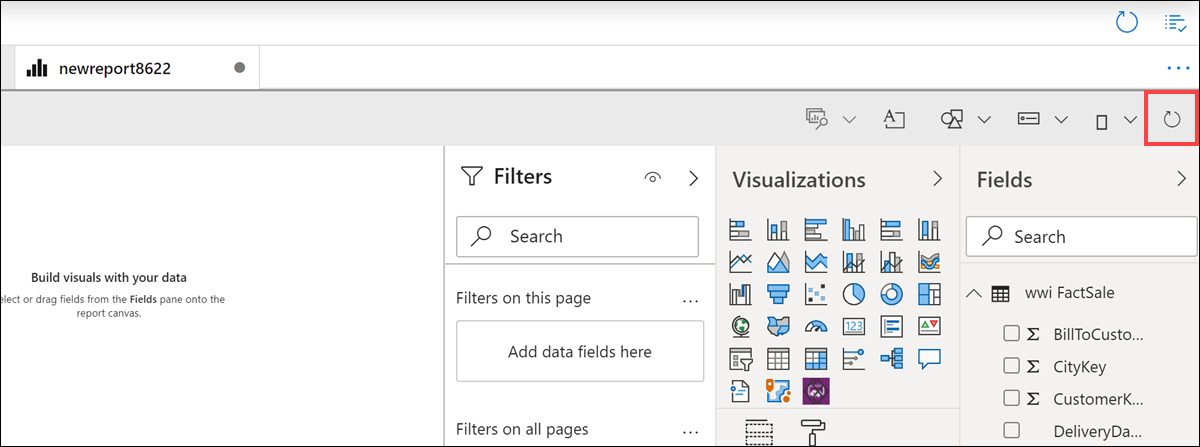 newreport8622
Filters
Visualizations
Fields
Search
Search
Build visuals with your data
elect or drag fields from the Fields pane onto the
report canvas.
Filters on this page
...
Add data fields here
Filters on all pages
...
wwi FactSale
BillToCusto...
CityKey
CustomerK...
DeliveryDa...
123